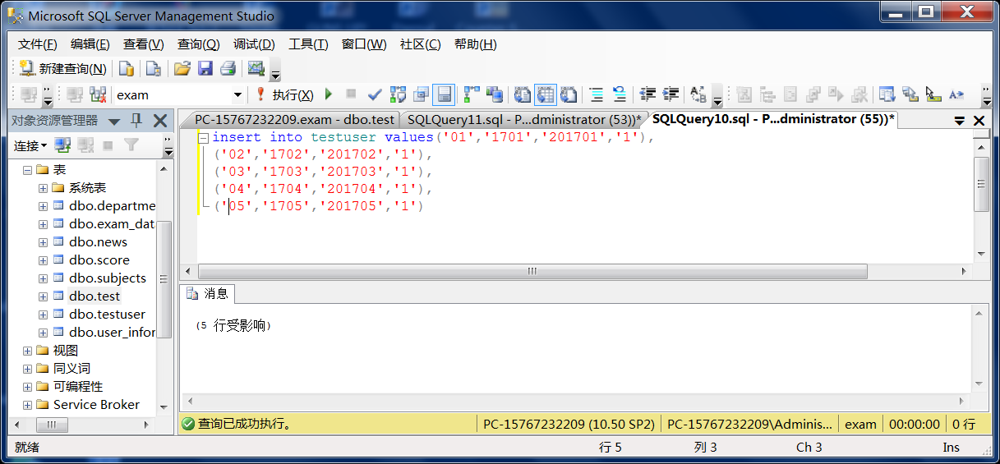 Microsoft SQL Server Management Studio
文件(F) 编辑(E) 查看(V) 查询(Q) 调试(D) 工具(T) 窗口(W) 社区(C) 帮助(H)
新建查询(N)
exam 执行(X)
对象资源管理器
连接
表
系统表
dbo.departme
dbo.exam_dat
dbo.news
dbo.score
dbo.subjects
dbo.test
dbo.testuser
dbo.user_infor
视图
同义词
可编程性
Service Broker
PC-15767232209.exam - dbo.test SQLQuery11.sql - P...dministrator (53))* SQLQuery10.sql - P...dministrator (55))*
insert into testuser values('01','1701','201701','1'),
('02','1702','201702','1'),
('03','1703','201703','1'),
('04','1704','201704','1'),
('05','1705','201705','1')
消息
(5 行受影响)
查询已成功执行。 PC-15767232209 (10.50 SP2) PC-15767232209\Adminis... exam 00:00:00 0 行
就绪 行 5 列 3 Ch 3 Ins